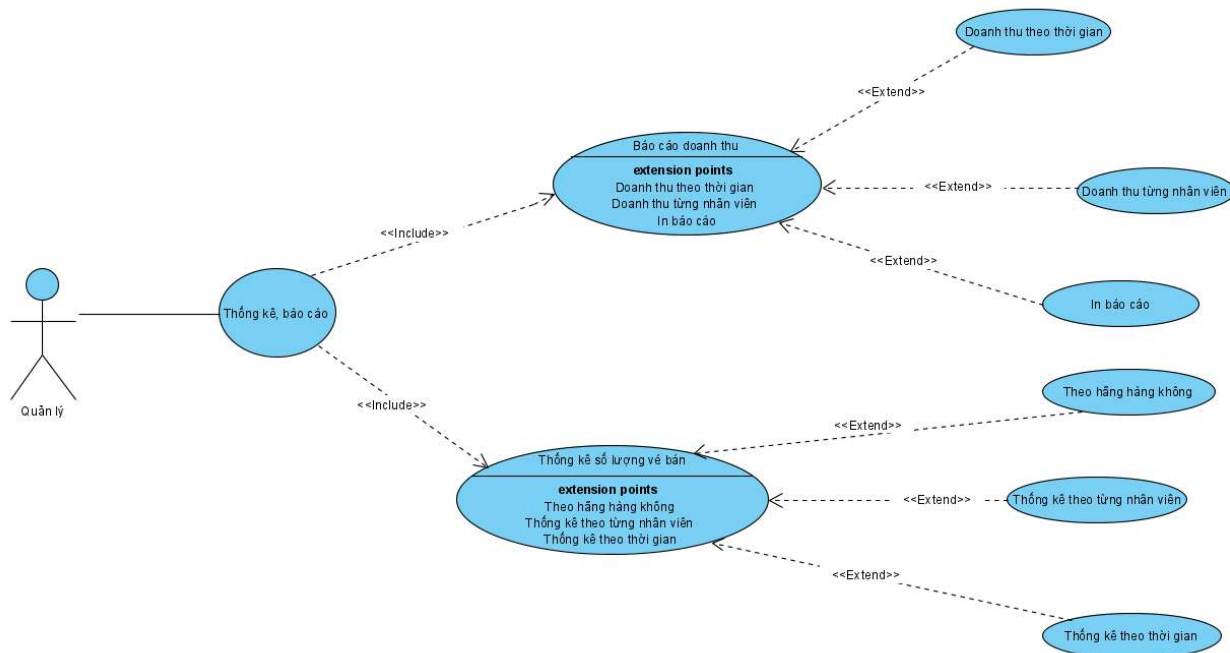 Doanh thu theo thời gian
<<Extend>>
Báo cáo doanh thu
extension points
Doanh thu theo thời gian
Doanh thu từng nhân viên
In báo cáo
<<Extend>>
Doanh thu từng nhân viên
<<Include>>
<<Extend>>
In báo cáo
Thống kê, báo cáo
Quản lý
<<Include>>
Theo hãng hàng không
<<Extend>>
Thống kê số lượng vé bán
extension points
Theo hãng hàng không
Thống kê theo từng nhân viên
Thống kê theo thời gian
<<Extend>>
Thống kê theo từng nhân viên
<<Extend>>
Thống kê theo thời gian